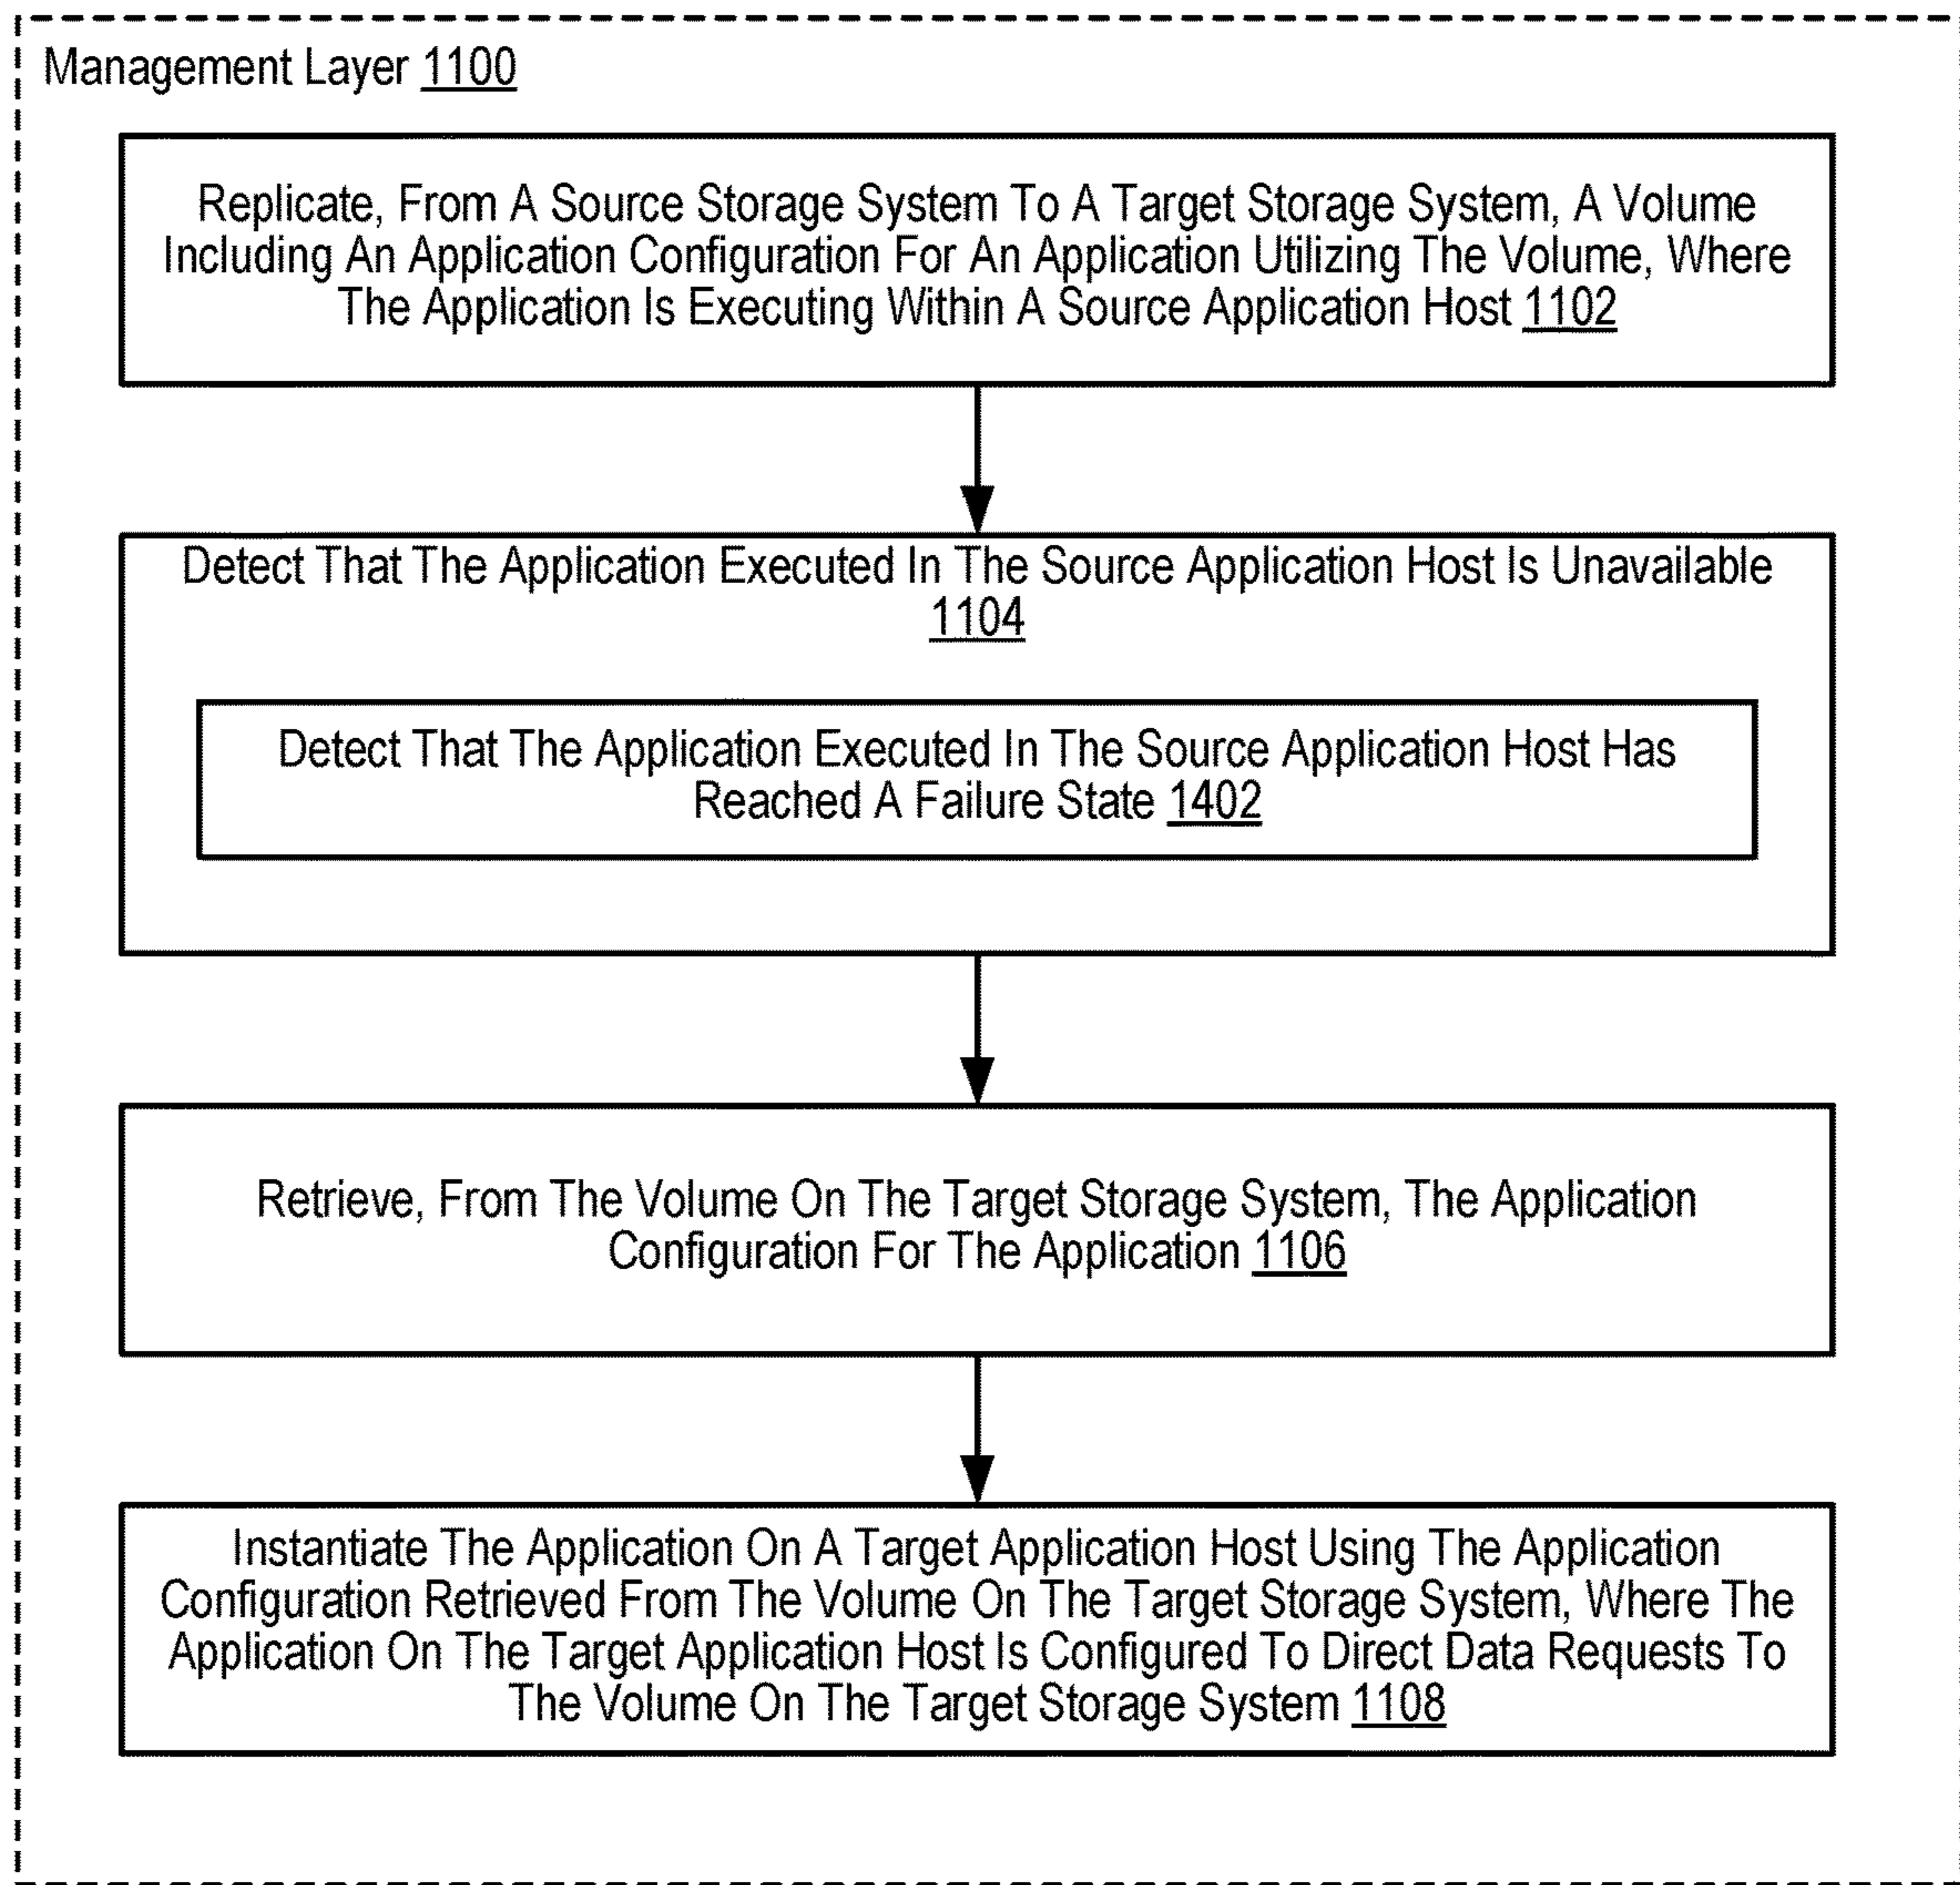 Management Layer 1100
Replicate, From A Source Storage System To A Target Storage System, A Volume
Including An Application Configuration For An Application Utilizing The Volume, Where
The Application Is Executing Within A Source Application Host 1102
Detect That The Application Executed In The Source Application Host Is Unavailable
1104
Detect That The Application Executed In The Source Application Host Has
Reached A Failure State 1402
Retrieve, From The Volume On The Target Storage System, The Application
Configuration For The Application 1106
Instantiate The Application On A Target Application Host Using The Application
Configuration Retrieved From The Volume On The Target Storage System, Where The
Application On The Target Application Host Is Configured To Direct Data Requests To
The Volume On The Target Storage System 1108